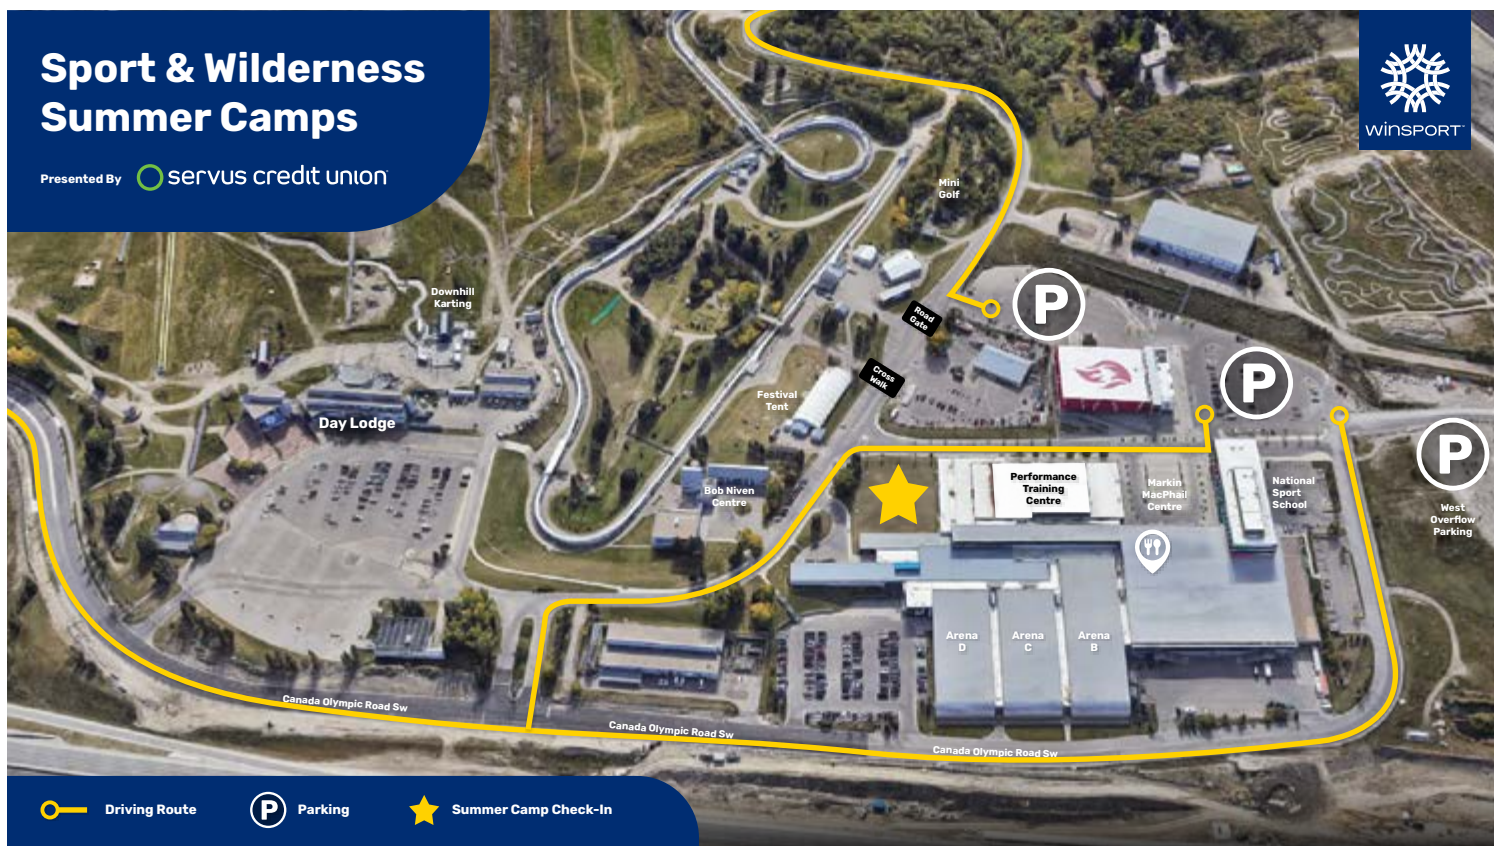 Sport & Wilderness
Summer Camps
Presented By servus credit union
WINSPORT
Mini
Golf
Downhill
Karting
P
Road
Gate
Cross
Walk
P
Festival
Tent
Day Lodge
P
West
Overflow
Parking
Performance
Training
Centre
Markin
MacPhail
Centre
National
Sport
School
Bob Niven
Centre
Arena
D
Arena
C
Arena
B
Canada Olympic Road Sw
Canada Olympic Road Sw
Canada Olympic Road Sw
Driving Route
P Parking
Summer Camp Check-In